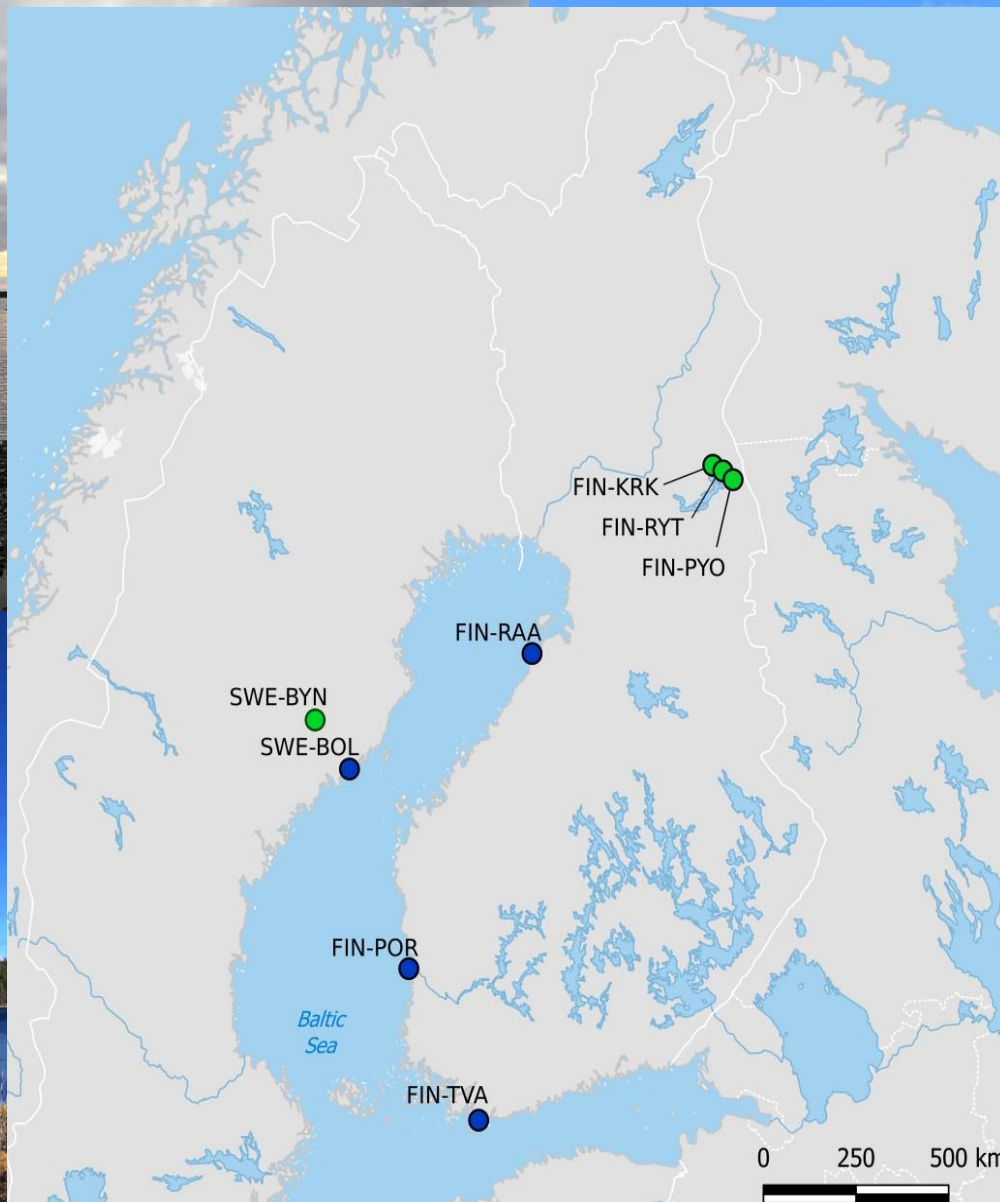 FIN-KRK
FIN-RYT
FIN-PYO
FIN-RAA
SWE-BYN
SWE-BOL
FIN-POR
Baltic
Sea
FIN-TVA
0 250 500 km